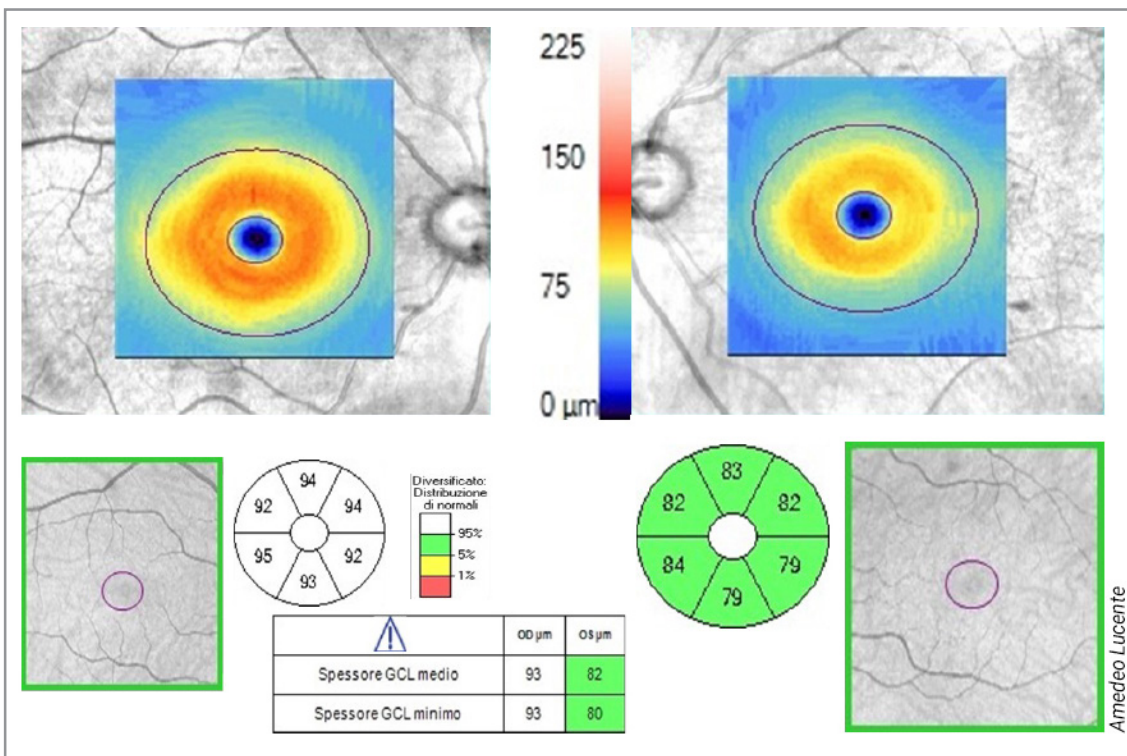 225
150
75
0 µm
94
92
94
95
92
93
Diversificato:
Distribuzione
di normali
95%
5%
1%
83
82
82
84
79
79
OD µm
OS µm
Spessore GCL medio
93
82
Spessore GCL minimo
93
80
Amedeo Lucente